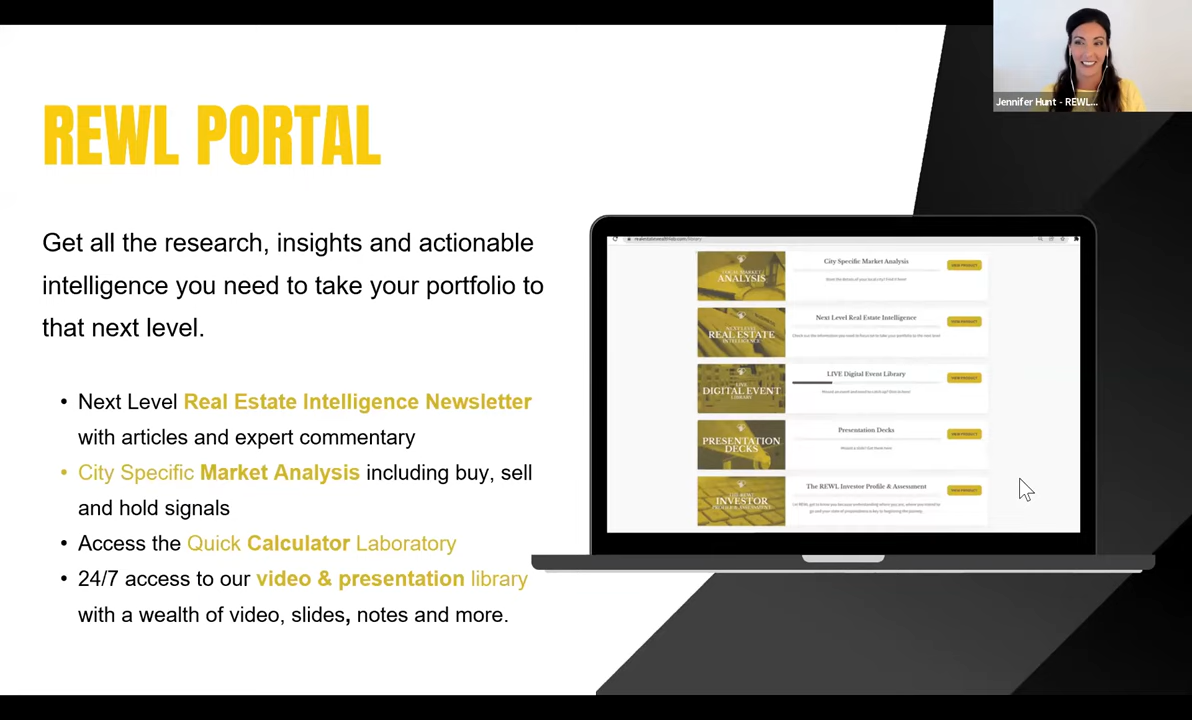 REWL PORTAL
Jennifer Hunt - REWL...
Get all the research, insights and actionable
intelligence you need to take your portfolio to
that next level.
• Next Level Real Estate Intelligence Newsletter
with articles and expert commentary
• City Specific Market Analysis including buy, sell
and hold signals
• Access the Quick Calculator Laboratory
• 24/7 access to our video & presentation library
with a wealth of video, slides, notes and more.
ANALYSIS
City Specific Market Analysis
REAL ESTATE
INTELLIGENCE
Next Level Real Estate Intelligence
LIVE
DIGITAL EVENT
LIBRARY
LIVE Digital Event Library
PRESENTATION
DECKS
Presentation Decks
INVESTOR
The REWL Investor Profile & Assessment